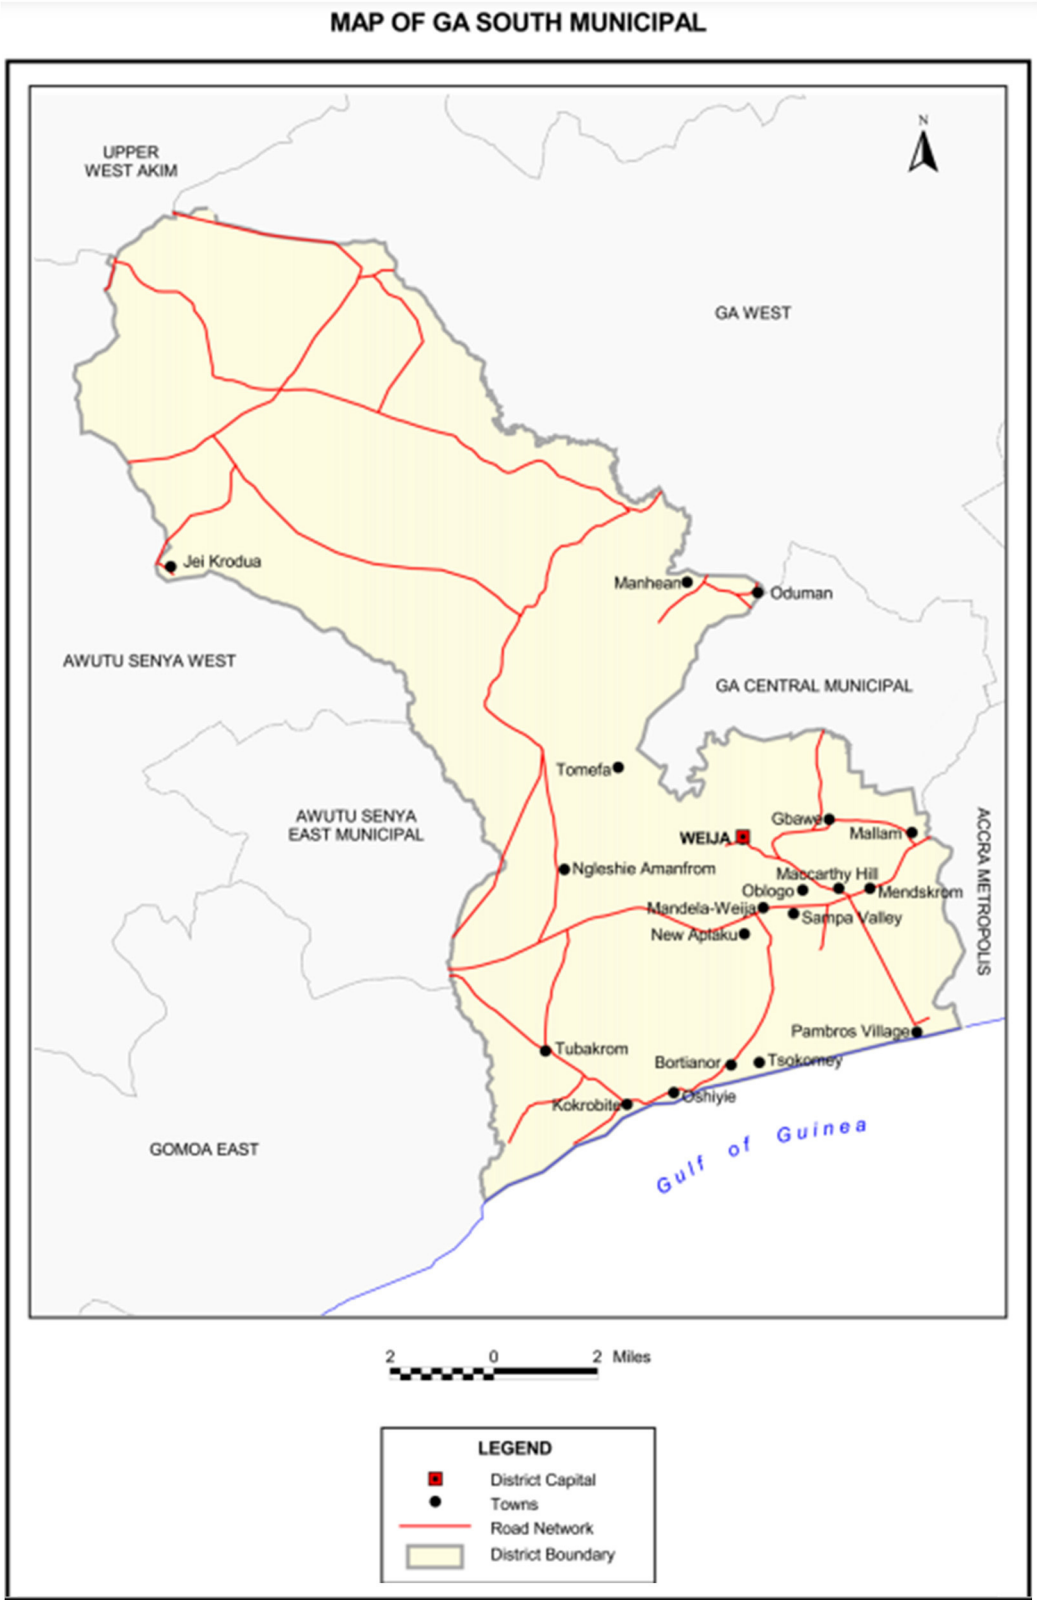 MAP OF GA SOUTH MUNICIPAL
N
UPPER
WEST AKIM
GA WEST
Jei Krodua
Manhean
Oduman
AWUTU SENYA WEST
GA CENTRAL MUNICIPAL
Tomefa
AWUTU SENYA
EAST MUNICIPAL
Gbawe
Mallam
WEIJA
ACCRA METROPOLIS
Ngleshie Amanfrom
Maccarthy Hill
Oblogo
Mendskrom
Mandela-Weija
Sampa Valley
New Aplaku
Pambros Village
Tubakrom
Bortianor
Tsokomey
Kokrobite
Oshiyie
GOMOA EAST
Gulf of Guinea
2 0 2 Miles
LEGEND
District Capital
Towns
Road Network
District Boundary